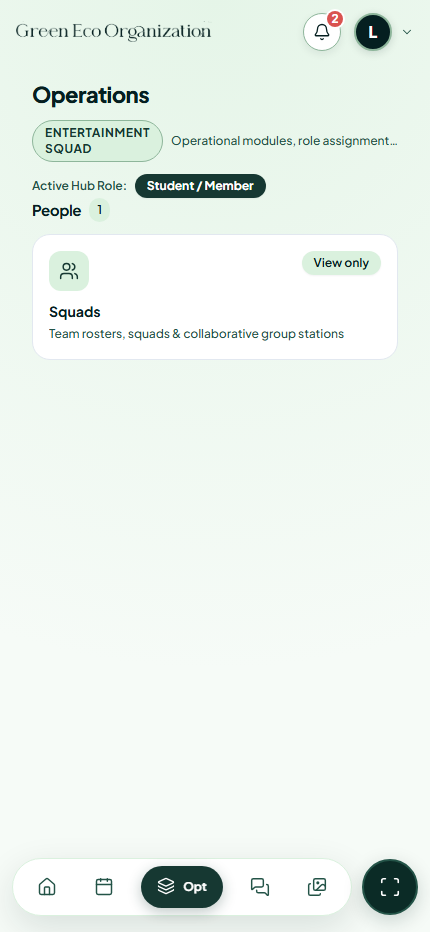 Green Eco Organization
2
L
Operations
ENTERTAINMENT
SQUAD
Operational modules, role assignment...
Active Hub Role:
Student / Member
People 1
View only
Squads
Team rosters, squads & collaborative group stations
Opt